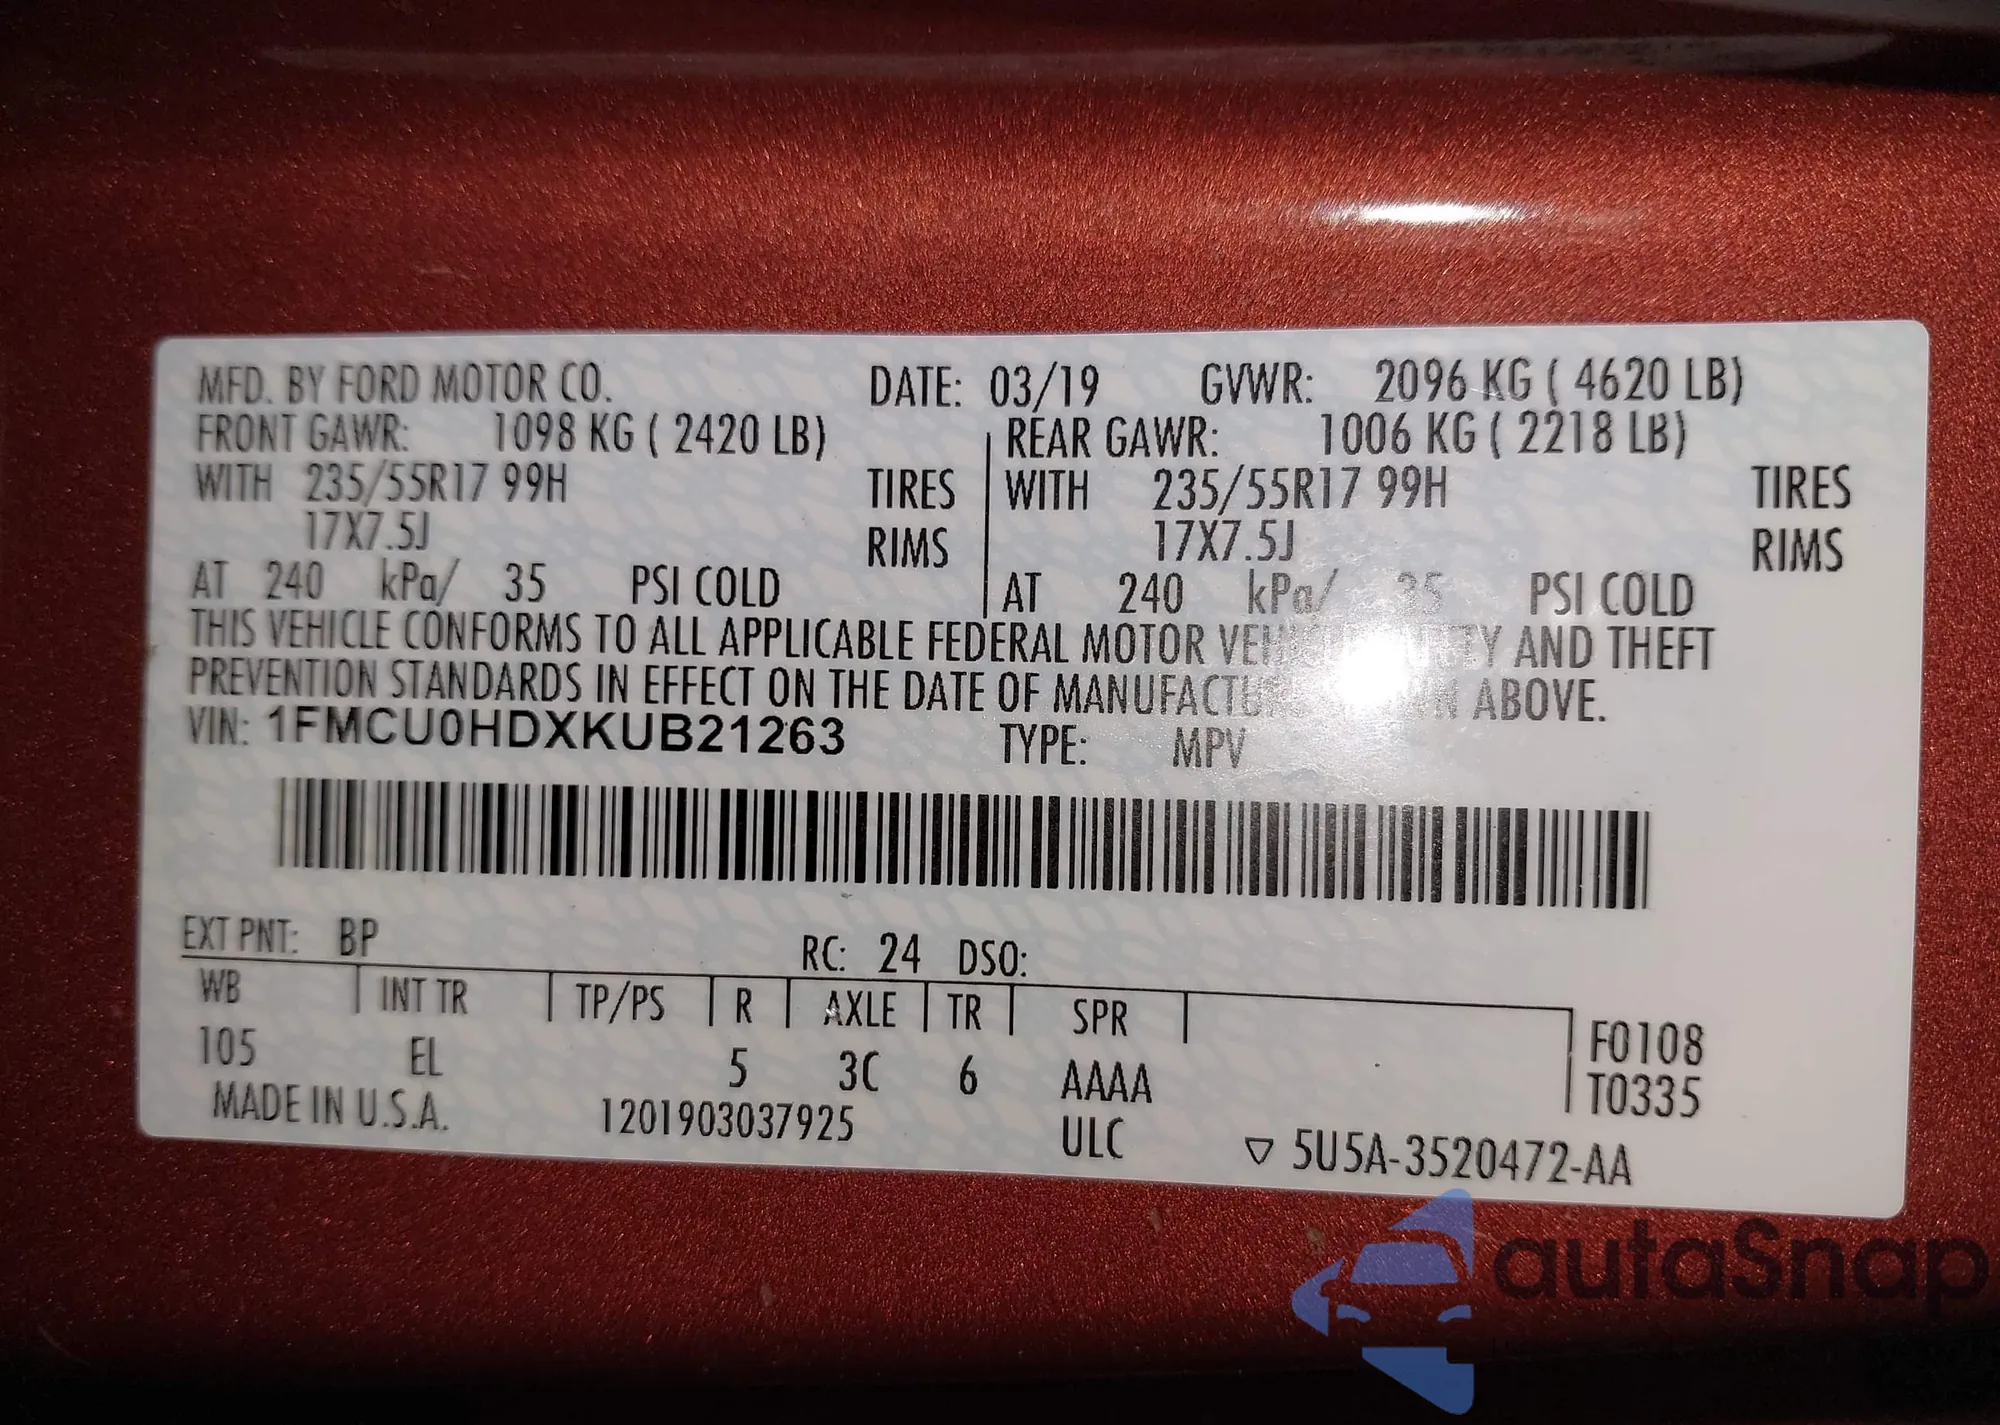 MFD. BY FORD MOTOR CO. DATE: 03/19 GVWR: 2096 KG ( 4620 LB)
FRONT GAWR: 1098 KG ( 2420 LB) REAR GAWR: 1006 KG ( 2218 LB)
WITH 235/55R17 99H TIRES WITH 235/55R17 99H TIRES
17X7.5J RIMS 17X7.5J RIMS
AT 240 kPa/ 35 PSI COLD AT 240 kPa/ 35 PSI COLD
THIS VEHICLE CONFORMS TO ALL APPLICABLE FEDERAL MOTOR AND THEFT
PREVENTION STANDARDS IN EFFECT ON THE DATE OF ABOVE.
VIN: 1FMCU0HDXKUB21263 TYPE: MPV
EXT PNT: BP RC: 24 DSO:
WB INT TR TP/PS R AXLE TR SPR
105 EL 5 3C 6 AAAA
F0108
T0335
MADE IN U.S.A. 1201903037925 ULC ▽ 5U5A-3520472-AA
autaSnap